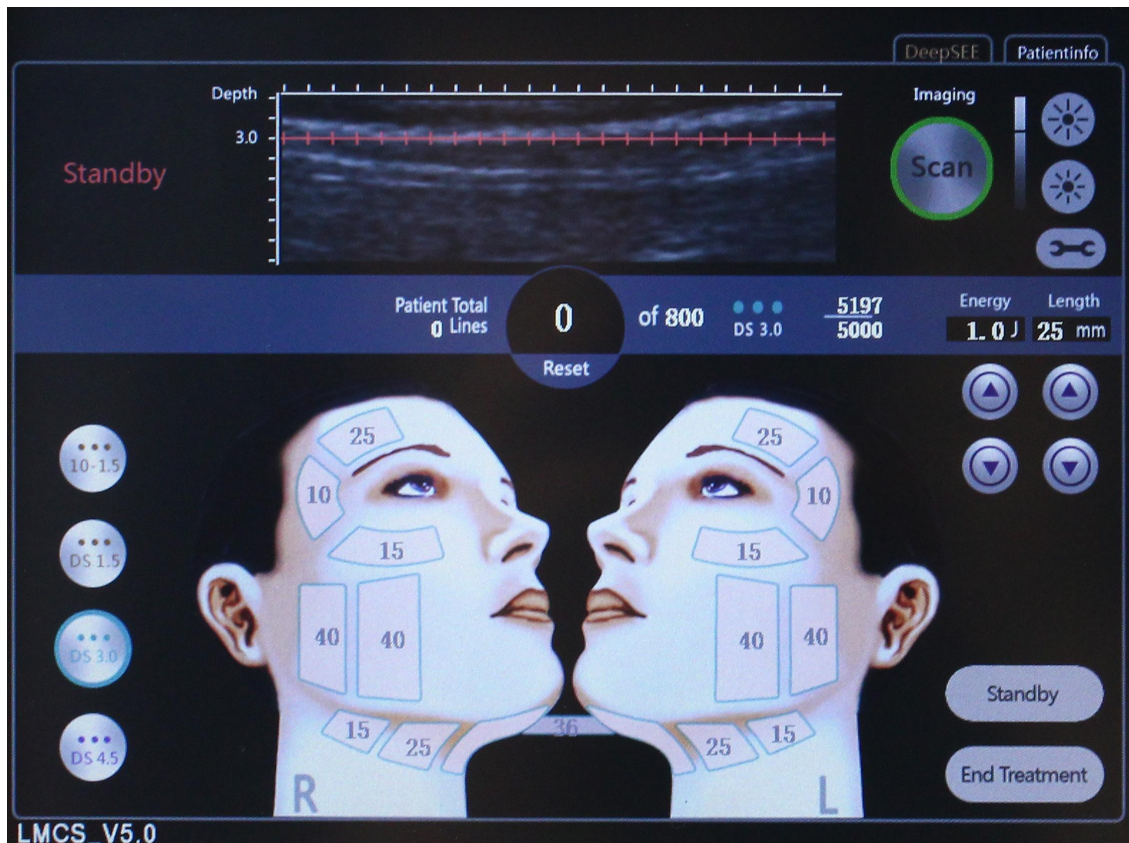 DeepSEE
Patientinfo
Depth
3.0
Standby
Imaging
Scan
Patient Total
0 Lines
0
of 800
DS 3.0
5197
5000
Energy
Length
1.0 J
25 mm
Reset
25
25
10-1.5
10
10
DS 1.5
15
15
40
40
40
40
DS 3.0
Standby
15
25
36
25
15
DS 4.5
End Treatment
R
L
LMCS_V5.0